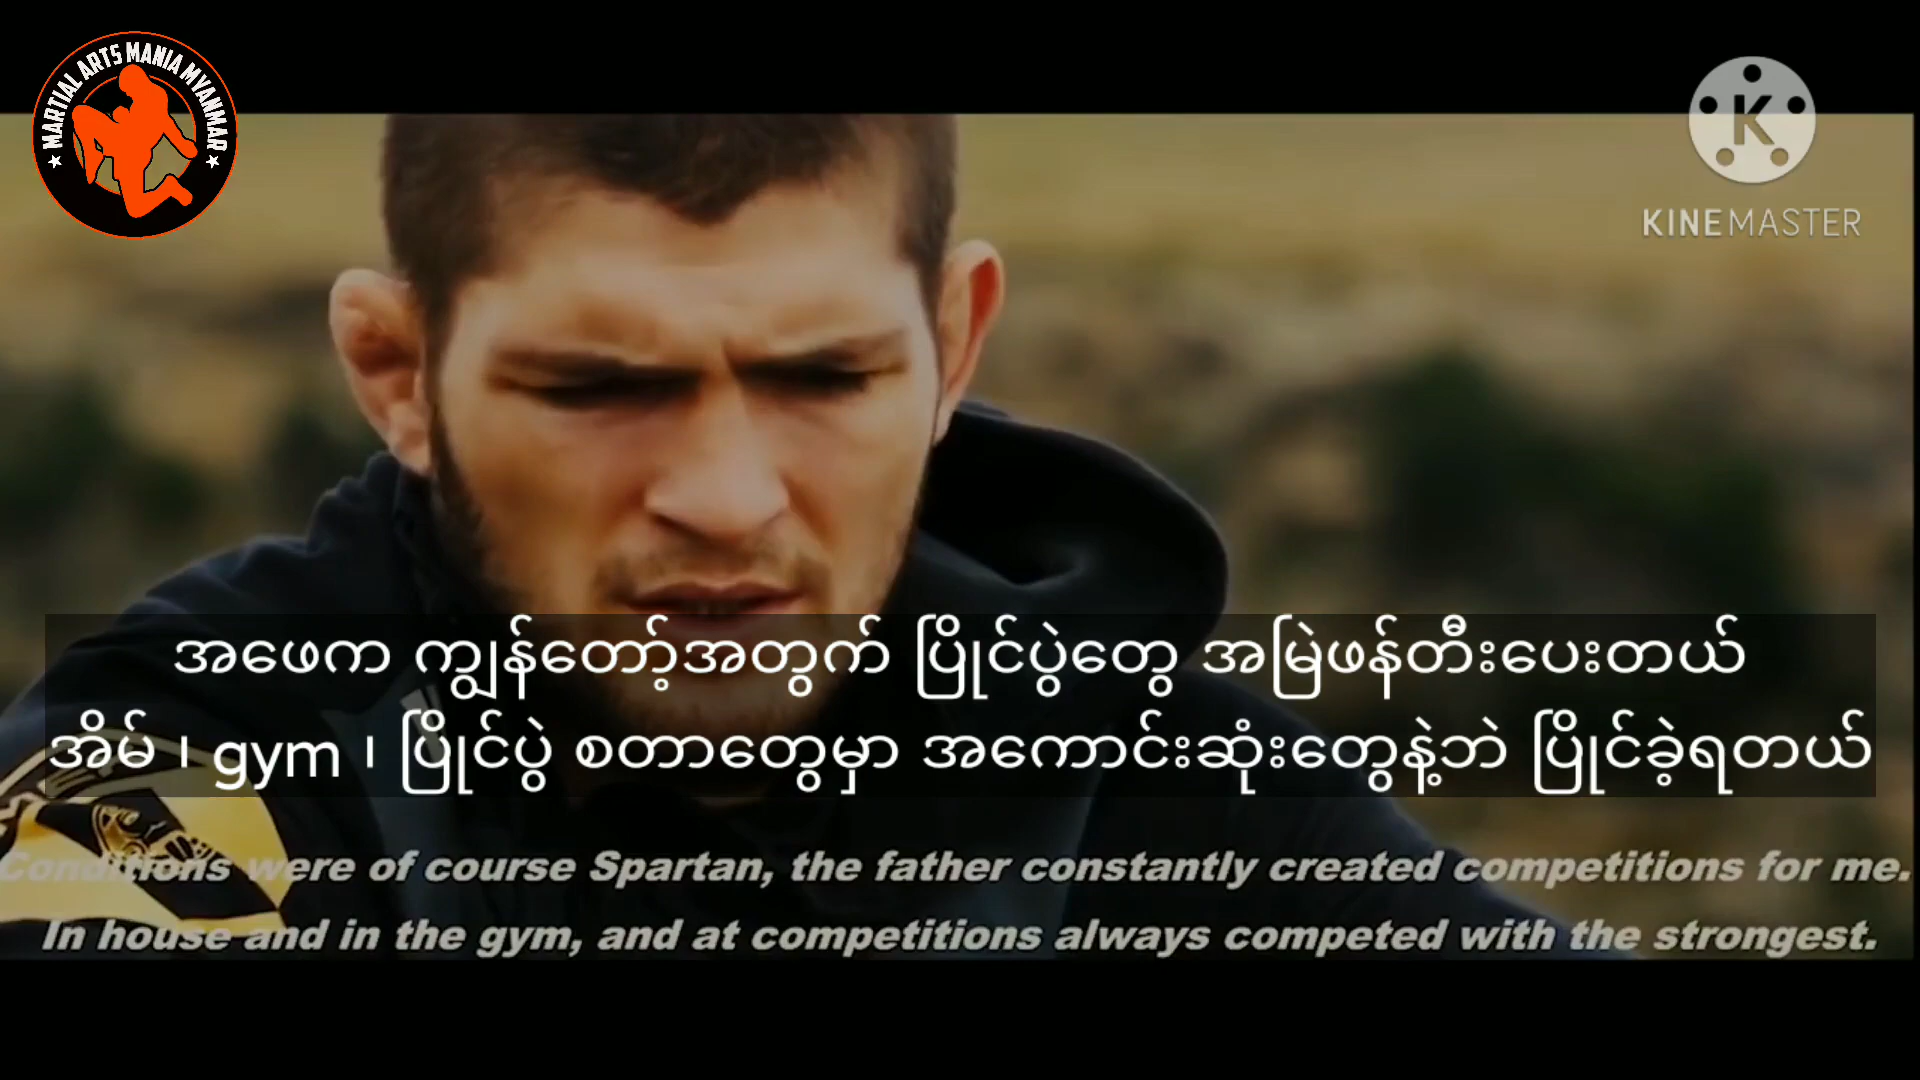 MARTIAL ARTS MANIA MYANMAR
K
KINEMASTER
အဖေက ကျွန်တော့်အတွက် ပြိုင်ပွဲတွေ အမြဲဖန်တီးပေးတယ်
အိမ် ၊ gym ၊ ပြိုင်ပွဲ စတာတွေမှာ အကောင်းဆုံးတွေနဲ့ဘဲ ပြိုင်ခဲ့ရတယ်
Conditions were of course Spartan, the father constantly created competitions for me.
In house and in the gym, and at competitions always competed with the strongest.